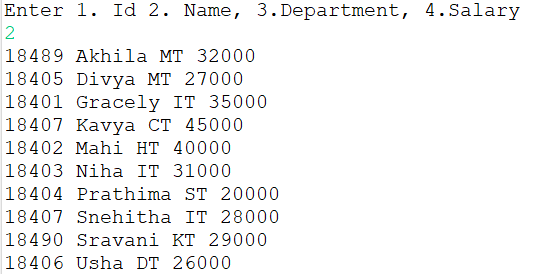 Enter 1. Id 2. Name, 3.Department, 4.Salary
2
18489 Akhila MT 32000
18405 Divya MT 27000
18401 Gracely IT 35000
18407 Kavya CT 45000
18402 Mahi HT 40000
18403 Niha IT 31000
18404 Prathima ST 20000
18407 Snehitha IT 28000
18490 Sravani KT 29000
18406 Usha DT 26000